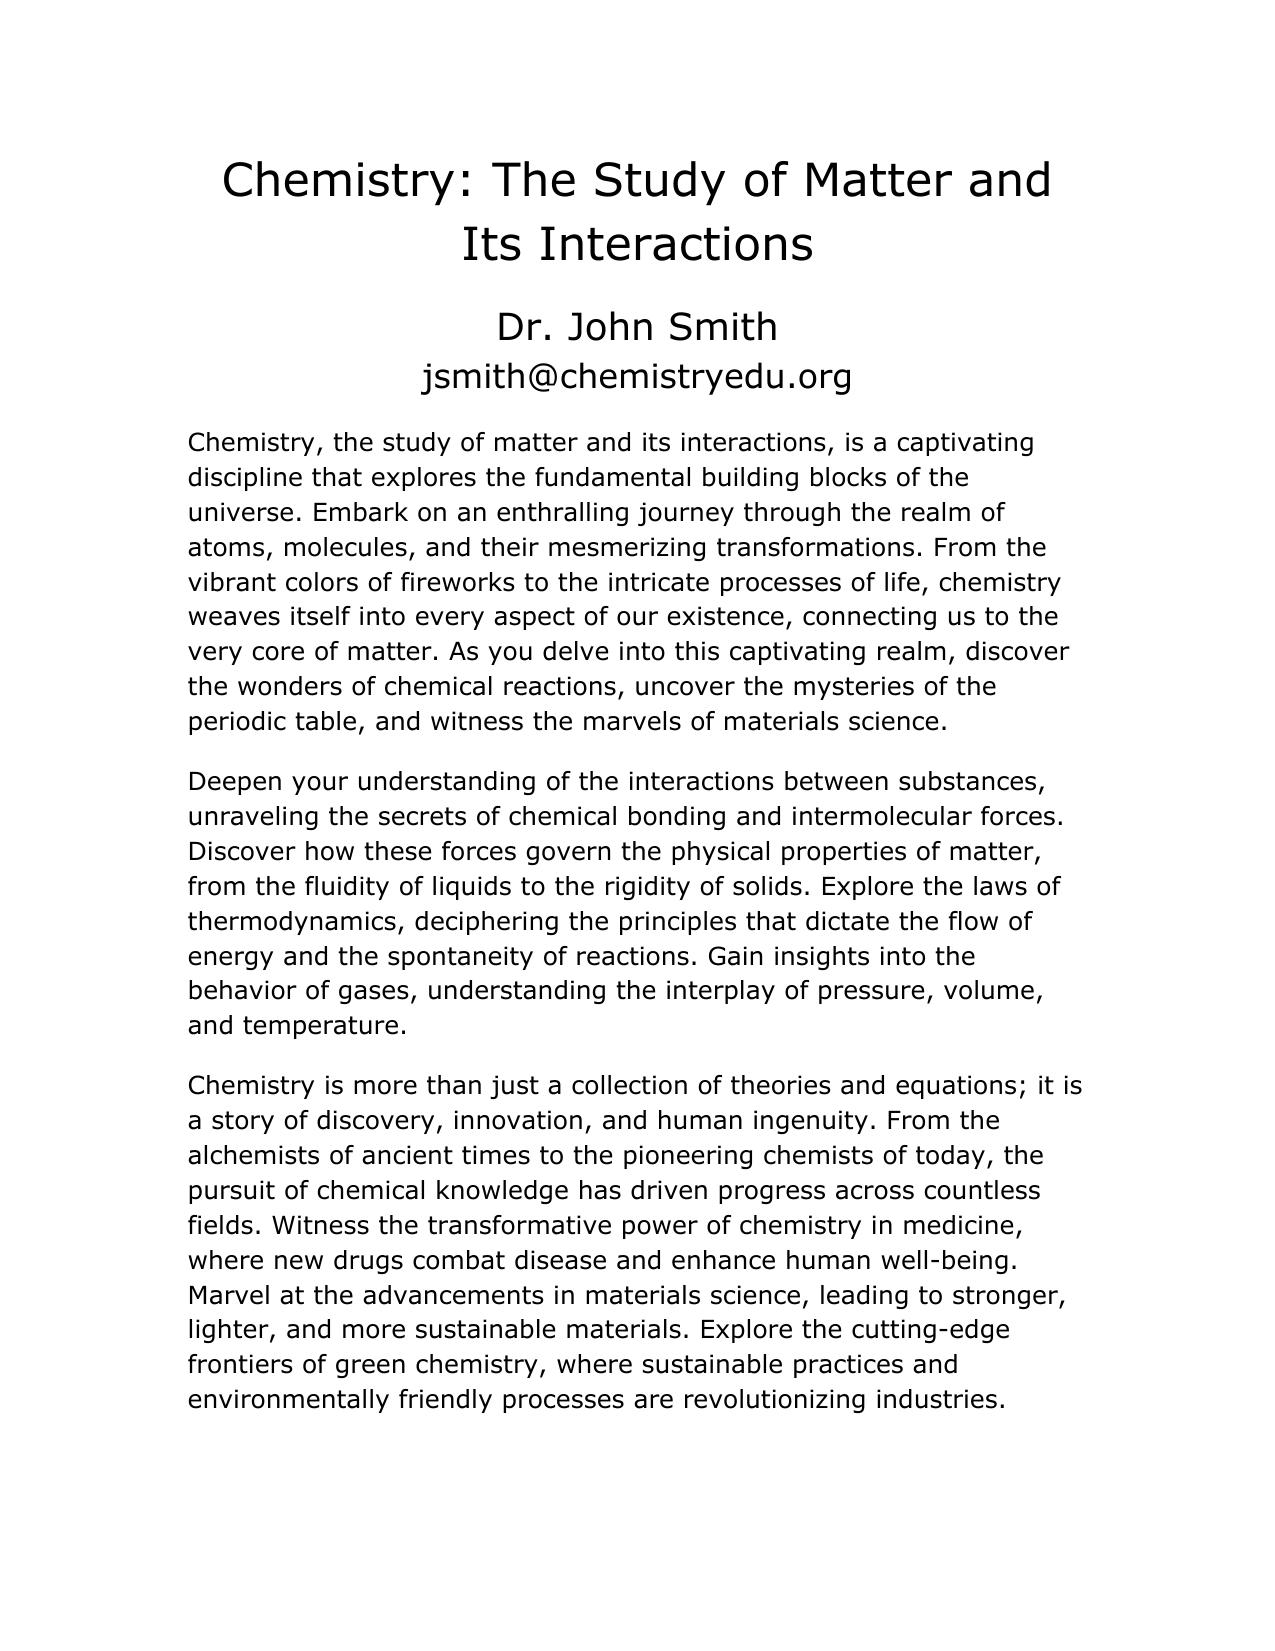 Chemistry: The Study of Matter and
Its Interactions
Dr. John Smith
jsmith@chemistryedu.org
Chemistry, the study of matter and its interactions, is a captivating
discipline that explores the fundamental building blocks of the
universe. Embark on an enthralling journey through the realm of
atoms, molecules, and their mesmerizing transformations. From the
vibrant colors of fireworks to the intricate processes of life, chemistry
weaves itself into every aspect of our existence, connecting us to the
very core of matter. As you delve into this captivating realm, discover
the wonders of chemical reactions, uncover the mysteries of the
periodic table, and witness the marvels of materials science.
Deepen your understanding of the interactions between substances,
unraveling the secrets of chemical bonding and intermolecular forces.
Discover how these forces govern the physical properties of matter,
from the fluidity of liquids to the rigidity of solids. Explore the laws of
thermodynamics, deciphering the principles that dictate the flow of
energy and the spontaneity of reactions. Gain insights into the
behavior of gases, understanding the interplay of pressure, volume,
and temperature.
Chemistry is more than just a collection of theories and equations; it is
a story of discovery, innovation, and human ingenuity. From the
alchemists of ancient times to the pioneering chemists of today, the
pursuit of chemical knowledge has driven progress across countless
fields. Witness the transformative power of chemistry in medicine,
where new drugs combat disease and enhance human well-being.
Marvel at the advancements in materials science, leading to stronger,
lighter, and more sustainable materials. Explore the cutting-edge
frontiers of green chemistry, where sustainable practices and
environmentally friendly processes are revolutionizing industries.